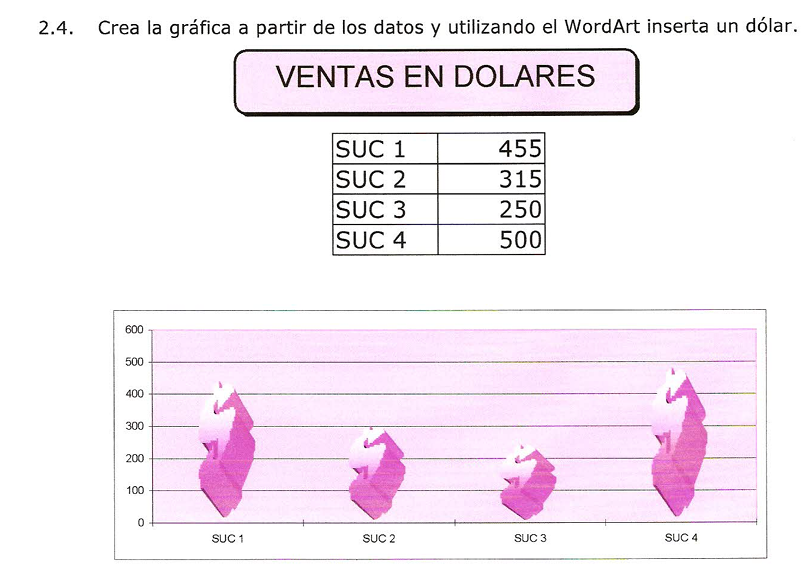 2.4. Crea la gráfica a partir de los datos y utilizando el WordArt inserta un dólar.
VENTAS EN DOLARES
SUC 1 455
SUC 2 315
SUC 3 250
SUC 4 500
600
500
400
300
200
100
0
SUC 1 SUC 2 SUC 3 SUC 4